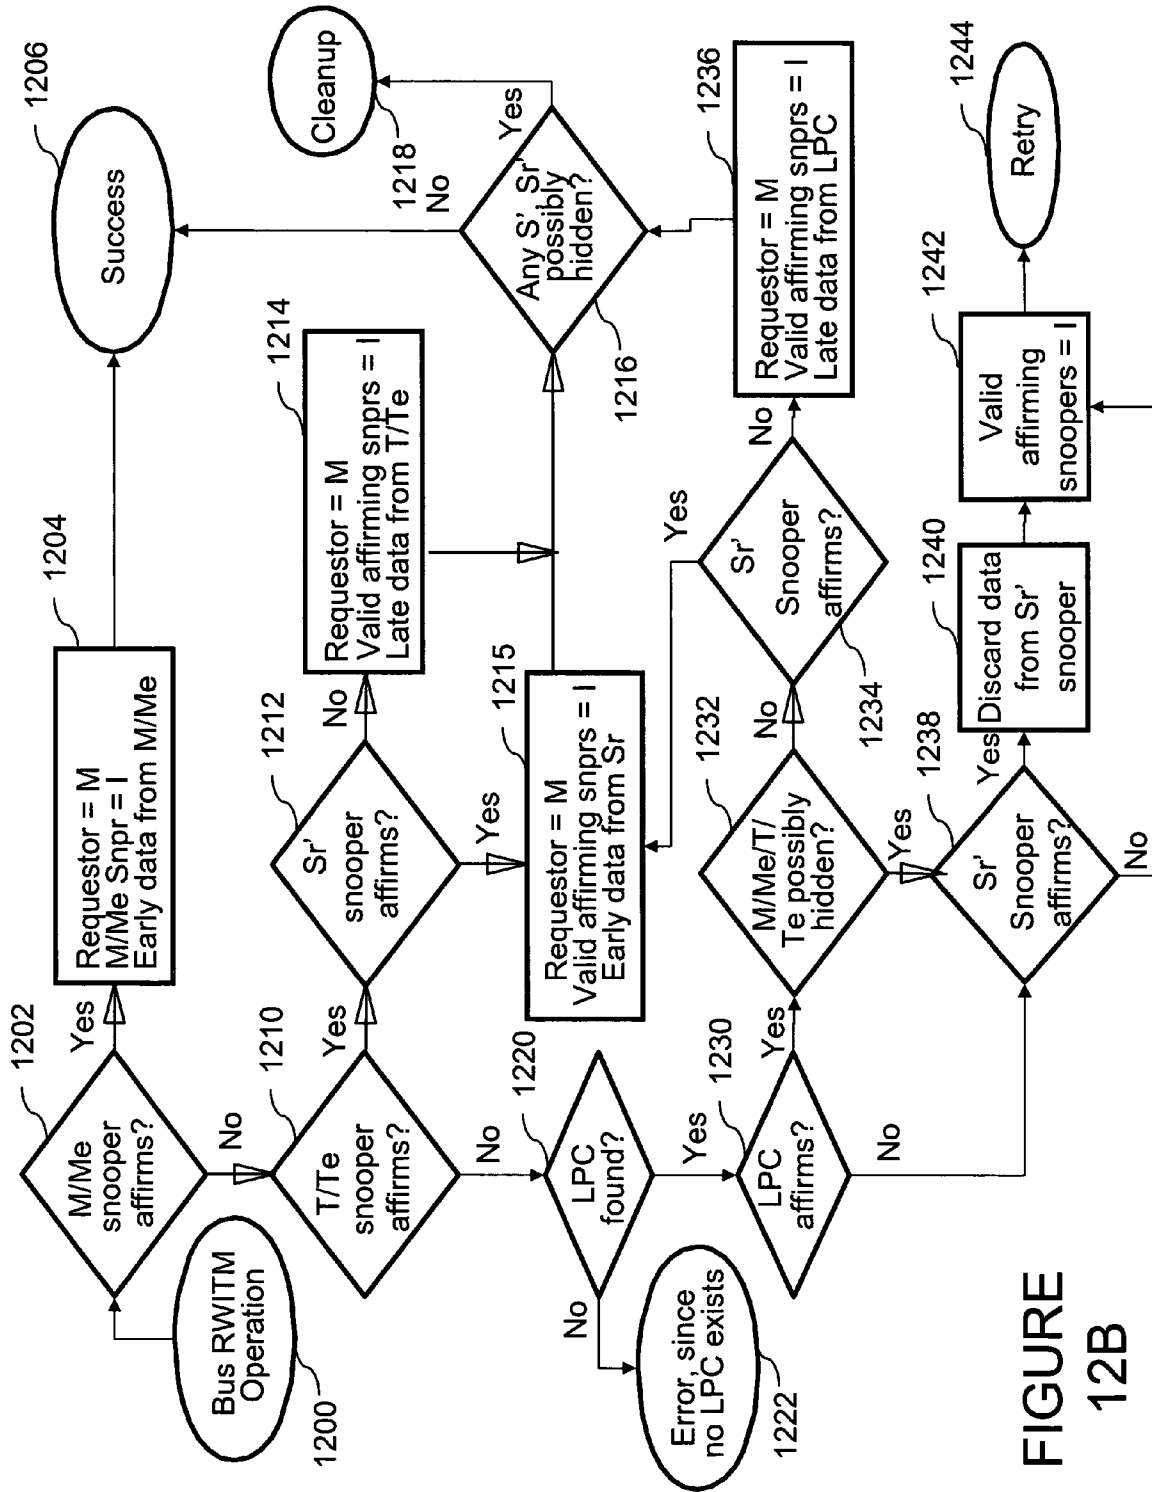 Bus RWITM
Operation
1200
M/Me
snooper
affirms?
1202
Yes
No
Requestor = M
M/Me Snpr = I
Early data from M/Me
1204
Success
1206
T/Te
snooper
affirms?
1210
Yes
No
Sr'
snooper
affirms?
1212
No
Yes
Requestor = M
Valid affirming snprs = I
Late data from T/Te
1214
Requestor = M
Valid affirming snprs = I
Early data from Sr
1215
Any S', Sr'
possibly
hidden?
1216
No
Yes
Cleanup
1218
LPC
found?
1220
No
Yes
Error, since
no LPC exists
1222
LPC
affirms?
1230
Yes
No
M/Me/T/
Te possibly
hidden?
1232
No
Yes
Sr'
Snooper
affirms?
1234
Yes
No
Requestor = M
Valid affirming snprs = I
Late data from LPC
1236
Sr'
Snooper
affirms?
1238
Yes
No
Discard data
from Sr'
snooper
1240
Valid
affirming
snoopers = I
1242
Retry
1244
FIGURE
12B